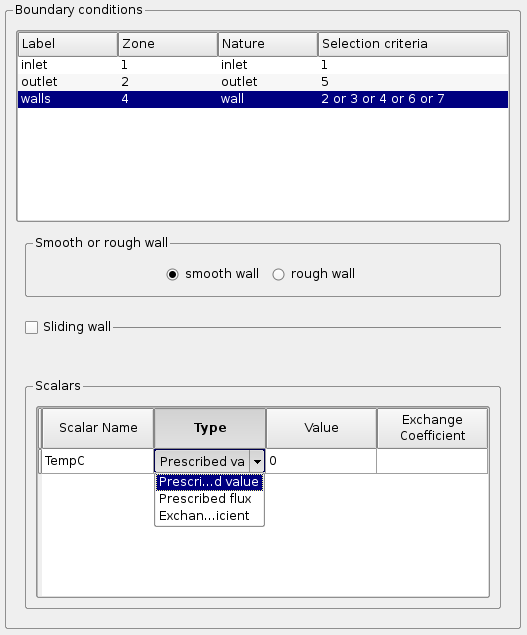 Boundary conditions
Label Zone Nature Selection criteria
inlet 1 inlet 1
outlet 2 outlet 5
walls 4 wall 2 or 3 or 4 or 6 or 7
Smooth or rough wall
smooth wall rough wall
Sliding wall
Scalars
Scalar Name Type Value Exchange
Coefficient
TempC Prescribed va 0
Prescri...d value
Prescribed flux
Exchan...icient